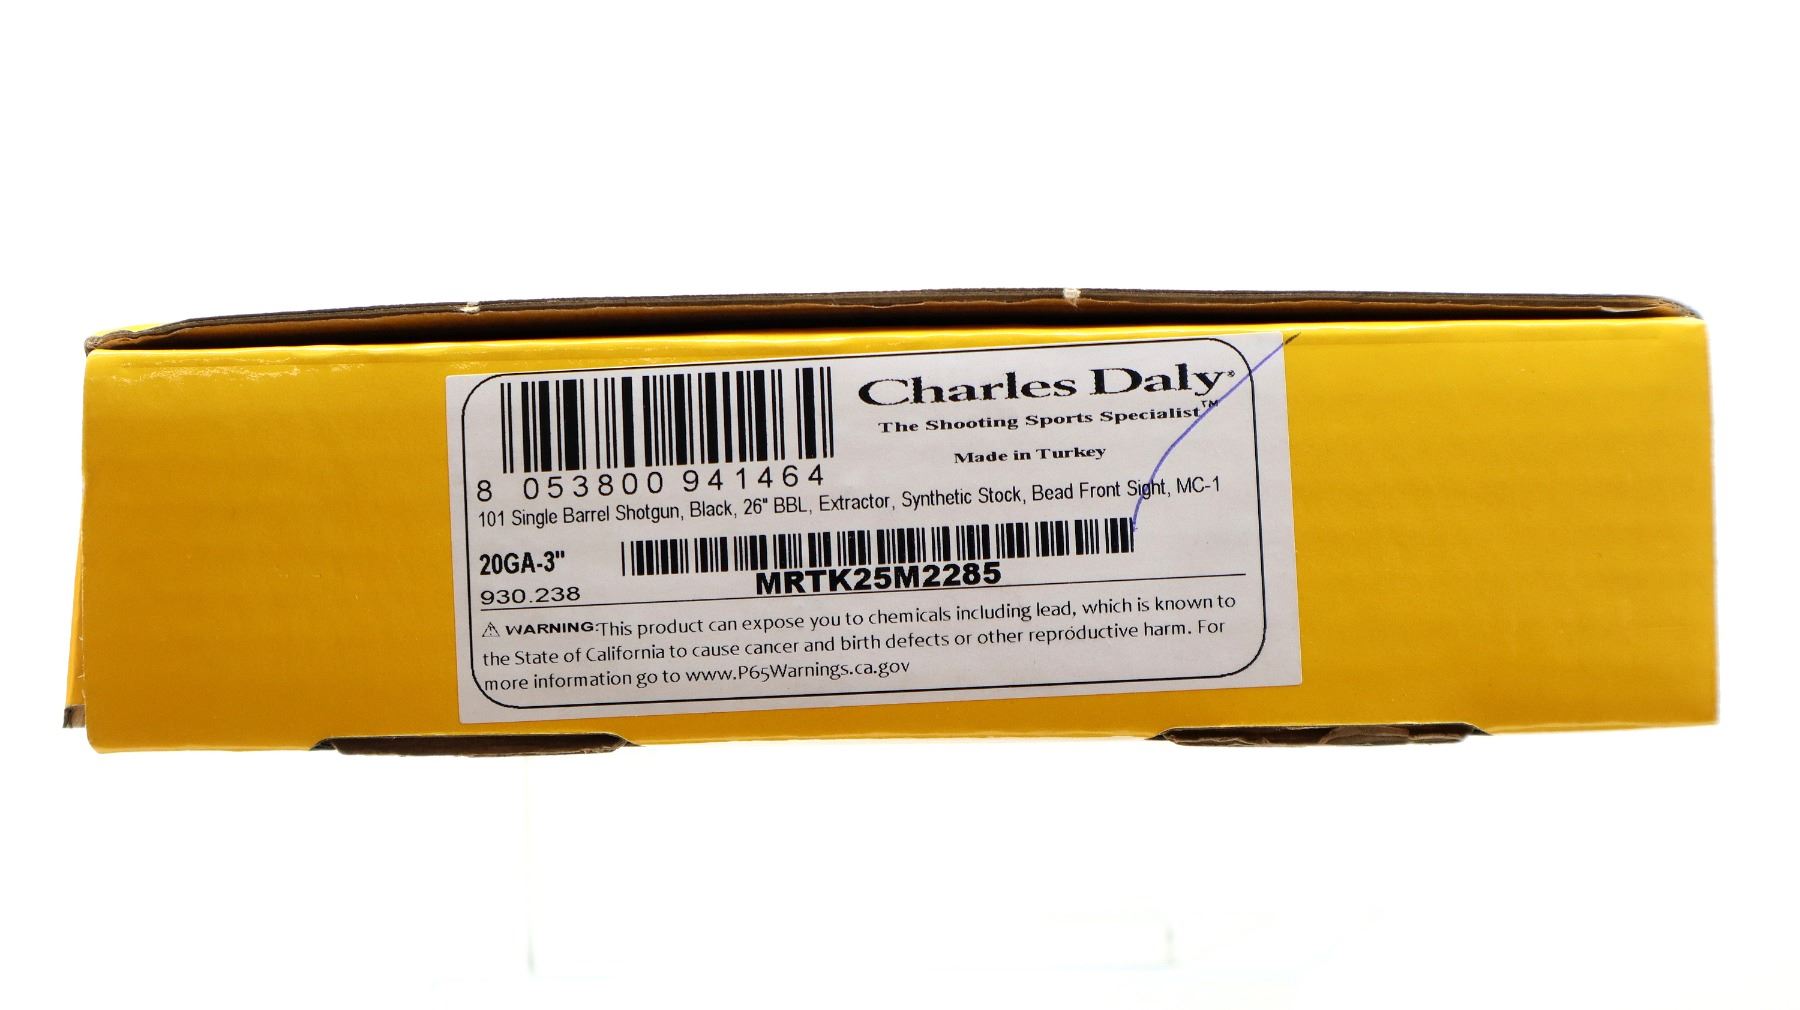 Charles Daly®
The Shooting Sports Specialist™
Made in Turkey
8 053800 941464
101 Single Barrel Shotgun, Black, 26" BBL, Extractor, Synthetic Stock, Bead Front Sight, MC-1
20GA-3"
MRTK25M2285
930.238
⚠ WARNING:This product can expose you to chemicals including lead, which is known to
the State of California to cause cancer and birth defects or other reproductive harm. For
more information go to www.P65Warnings.ca.gov